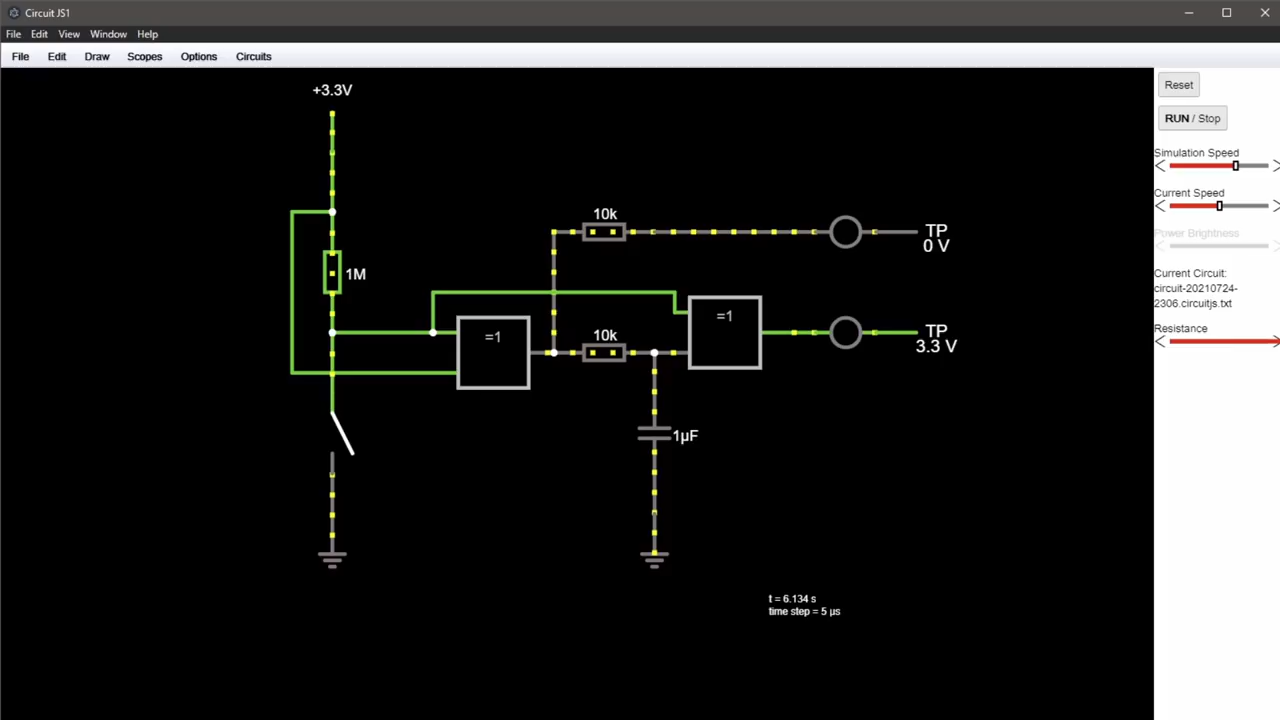 Circuit JS1
File Edit View Window Help
File Edit Draw Scopes Options Circuits
Reset
RUN / Stop
Simulation Speed
Current Speed
Power Brightness
Current Circuit:
circuit-20210724-
2306.circuitjs.txt
Resistance
+3.3V
1M
10k
TP
0 V
=1
10k
=1
TP
3.3 V
1µF
t = 6.134 s
time step = 5 µs